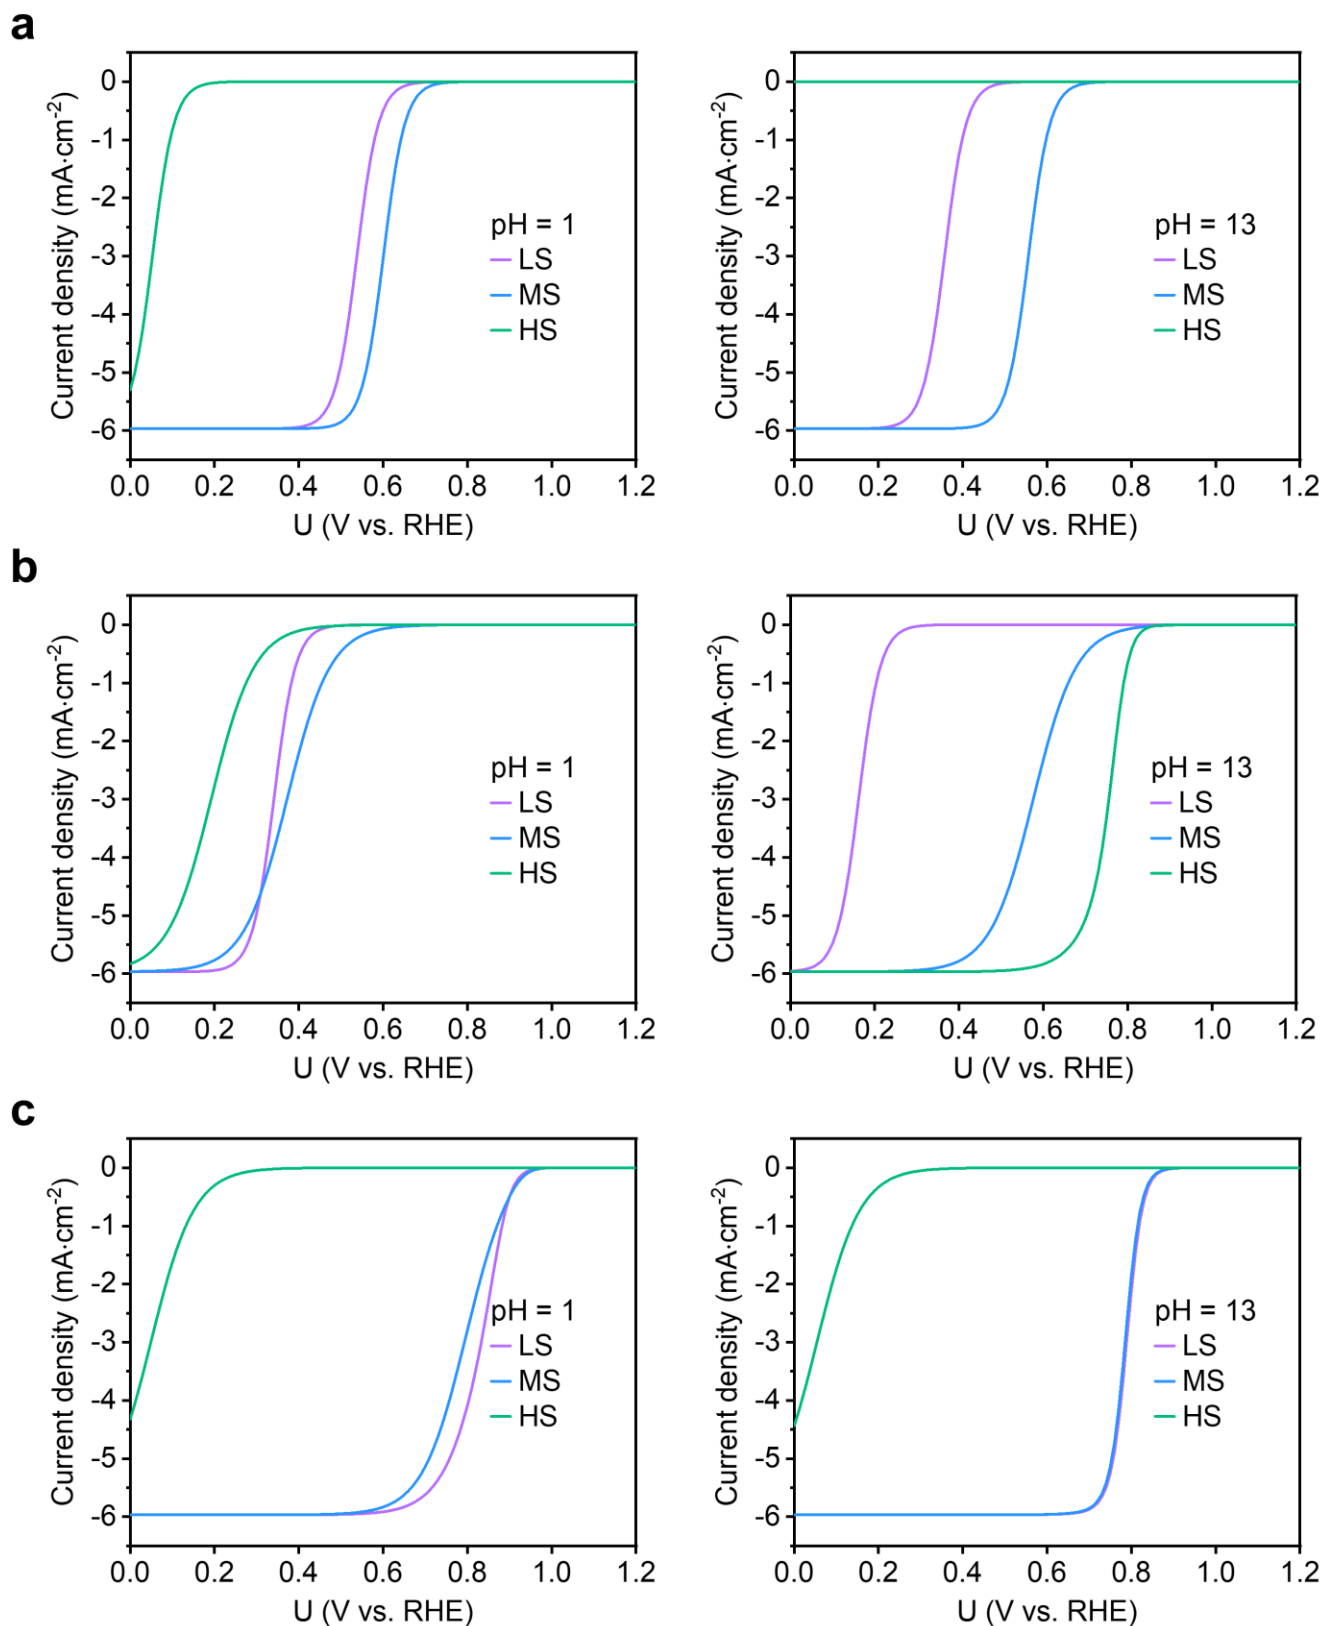 a
0
-1
-2
-3
-4
-5
-6
Current density (mA·cm-2)
pH = 1
LS
MS
HS
0.0 0.2 0.4 0.6 0.8 1.0 1.2
U (V vs. RHE)
0
-1
-2
-3
-4
-5
-6
Current density (mA·cm-2)
pH = 13
LS
MS
HS
0.0 0.2 0.4 0.6 0.8 1.0 1.2
U (V vs. RHE)
b
0
-1
-2
-3
-4
-5
-6
Current density (mA·cm-2)
pH = 1
LS
MS
HS
0.0 0.2 0.4 0.6 0.8 1.0 1.2
U (V vs. RHE)
0
-1
-2
-3
-4
-5
-6
Current density (mA·cm-2)
pH = 13
LS
MS
HS
0.0 0.2 0.4 0.6 0.8 1.0 1.2
U (V vs. RHE)
c
0
-1
-2
-3
-4
-5
-6
Current density (mA·cm-2)
pH = 1
LS
MS
HS
0.0 0.2 0.4 0.6 0.8 1.0 1.2
U (V vs. RHE)
0
-1
-2
-3
-4
-5
-6
Current density (mA·cm-2)
pH = 13
LS
MS
HS
0.0 0.2 0.4 0.6 0.8 1.0 1.2
U (V vs. RHE)